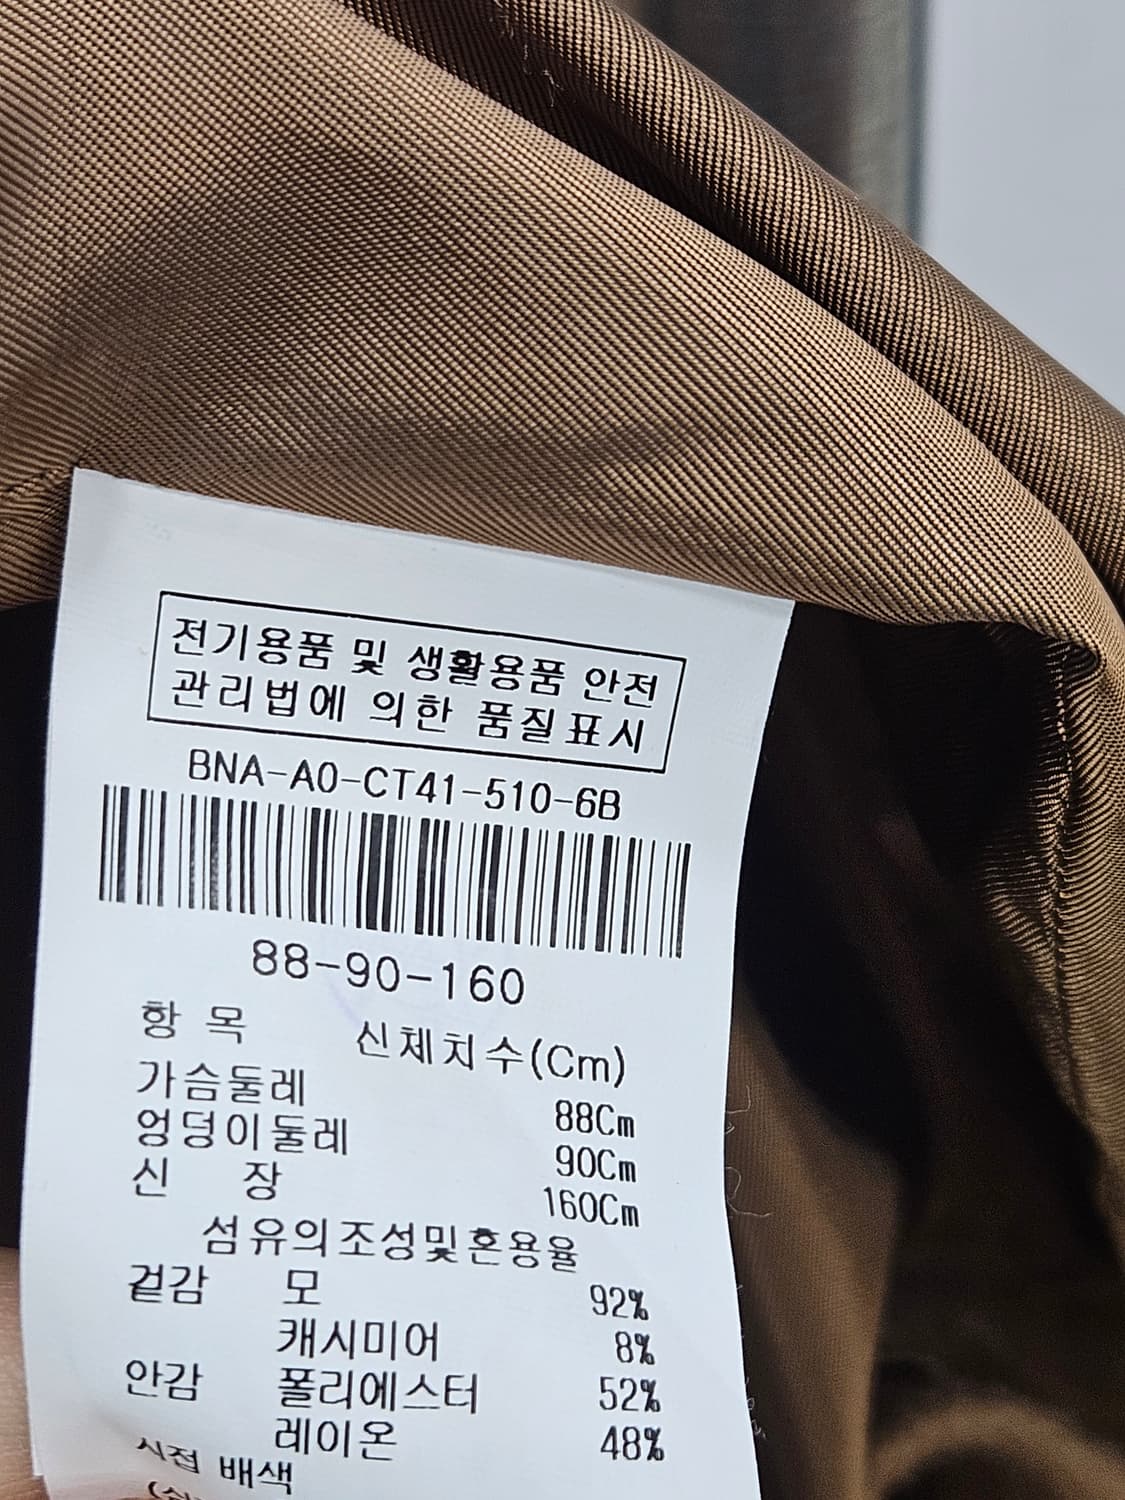 전기용품 및 생활용품 안전
관리법에 의한 품질표시
BNA-A0-CT41-510-6B
88-90-160
항 목 신체치수(Cm)
가슴둘레 88Cm
엉덩이둘레 90Cm
신 장 160Cm
섬유의조성및혼용율
겉감 모 92%
캐시미어 8%
안감 폴리에스터 52%
레이온 48%
시접 배색